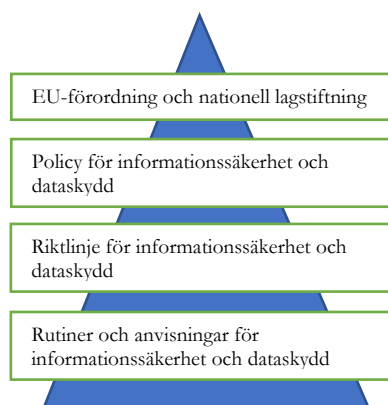 EU-förordning och nationell lagstiftning
Policy för informationssäkerhet och
dataskydd
Riktlinje för informationssäkerhet och
dataskydd
Rutiner och anvisningar för
informationssäkerhet och dataskydd